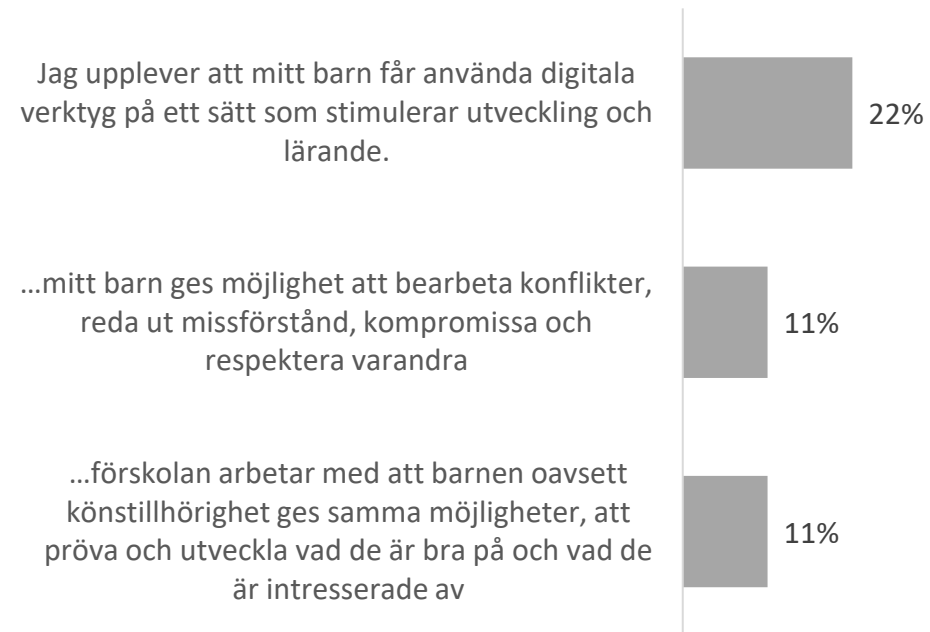 Jag upplever att mitt barn får använda digitala
verktyg på ett sätt som stimulerar utveckling och
lärande.
22%
...mitt barn ges möjlighet att bearbeta konflikter,
reda ut missförstånd, kompromissa och
respektera varandra
11%
...förskolan arbetar med att barnen oavsett
könstillhörighet ges samma möjligheter, att
pröva och utveckla vad de är bra på och vad de
är intresserade av
11%